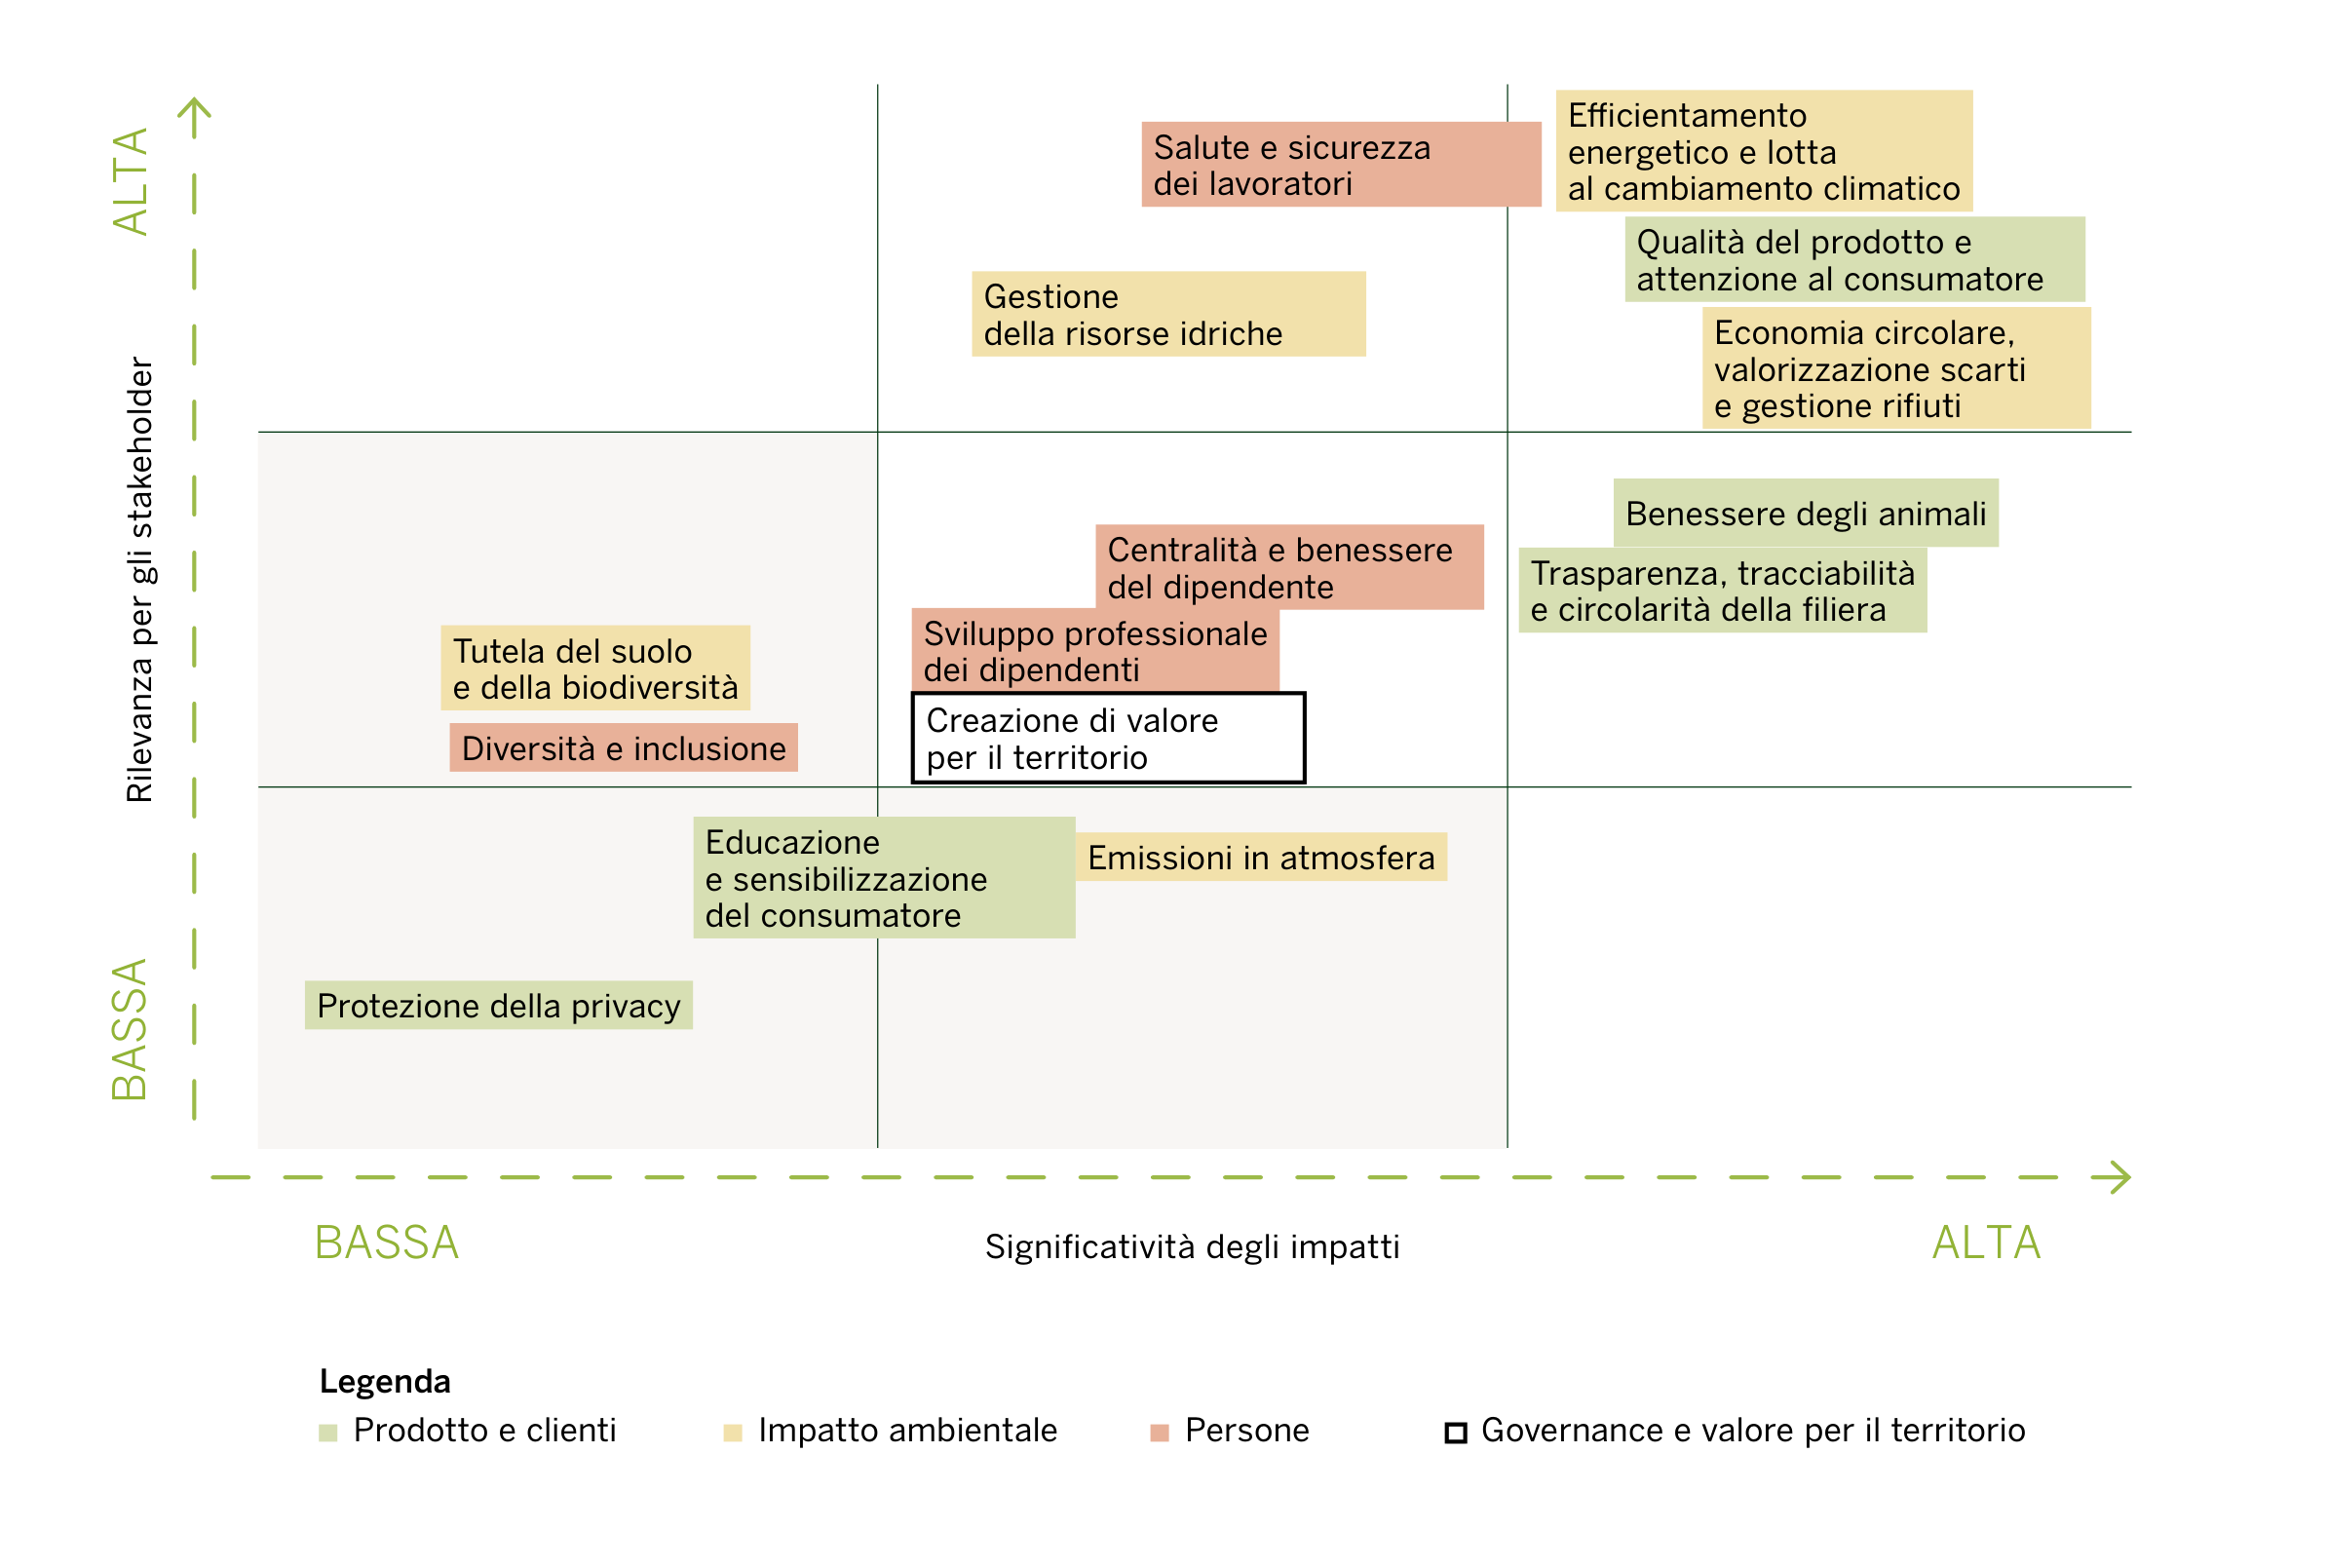 ALTA
Rilevanza per gli stakeholder
BASSA
Salute e sicurezza
dei lavoratori
Efficientamento
energetico e lotta
al cambiamento climatico
Qualità del prodotto e
attenzione al consumatore
Gestione
della risorse idriche
Economia circolare,
valorizzazione scarti
e gestione rifiuti
Benessere degli animali
Centralità e benessere
del dipendente
Trasparenza, tracciabilità
e circolarità della filiera
Sviluppo professionale
dei dipendenti
Tutela del suolo
e della biodiversità
Creazione di valore
per il territorio
Diversità e inclusione
Educazione
e sensibilizzazione
del consumatore
Emissioni in atmosfera
Protezione della privacy
BASSA
Significatività degli impatti
ALTA
Legenda
Prodotto e clienti
Impatto ambientale
Persone
Governance e valore per il territorio